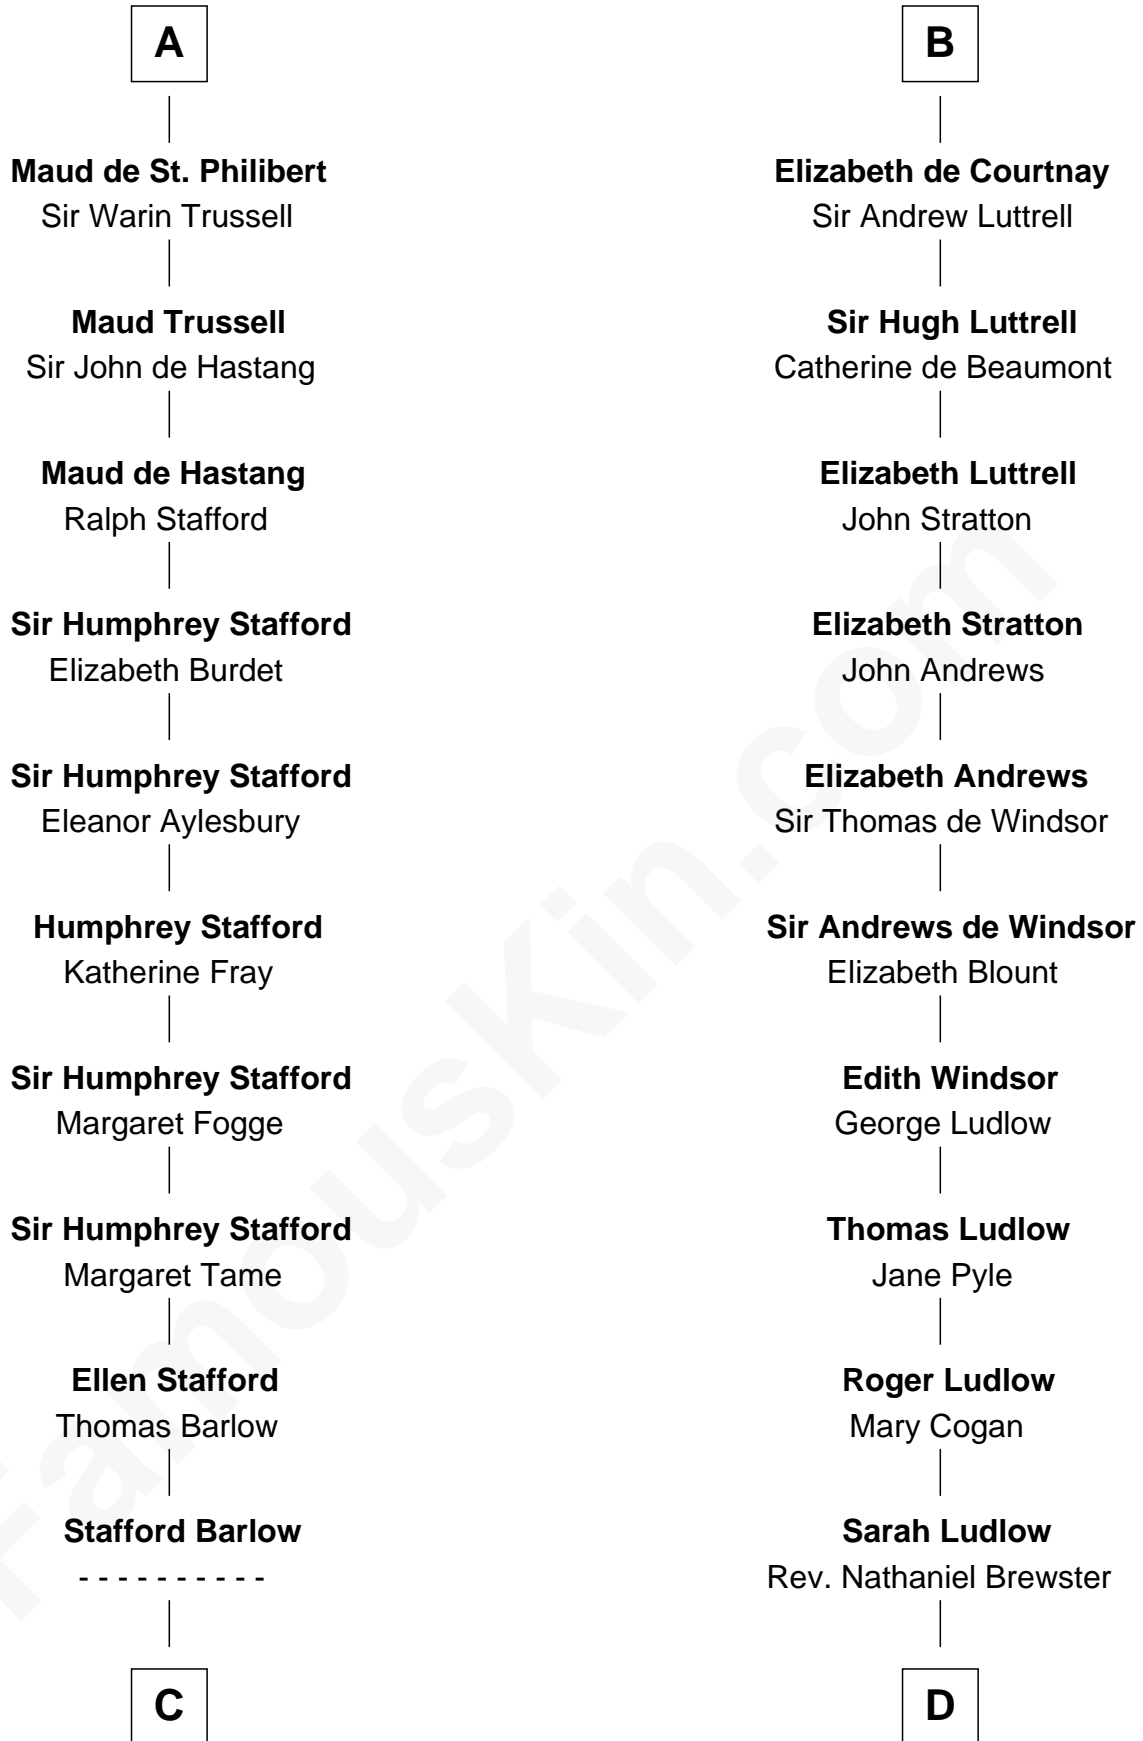 A
Maud de St. Philibert
Sir Warin Trussell
Maud Trussell
Sir John de Hastang
Maud de Hastang
Ralph Stafford
Sir Humphrey Stafford
Elizabeth Burdet
Sir Humphrey Stafford
Eleanor Aylesbury
Humphrey Stafford
Katherine Fray
Sir Humphrey Stafford
Margaret Fogge
Sir Humphrey Stafford
Margaret Tame
Ellen Stafford
Thomas Barlow
Stafford Barlow
- - - - - - - - - -
C
B
Elizabeth de Courtnay
Sir Andrew Luttrell
Sir Hugh Luttrell
Catherine de Beaumont
Elizabeth Luttrell
John Stratton
Elizabeth Stratton
John Andrews
Elizabeth Andrews
Sir Thomas de Windsor
Sir Andrews de Windsor
Elizabeth Blount
Edith Windsor
George Ludlow
Thomas Ludlow
Jane Pyle
Roger Ludlow
Mary Cogan
Sarah Ludlow
Rev. Nathaniel Brewster
D
FamousKin.com